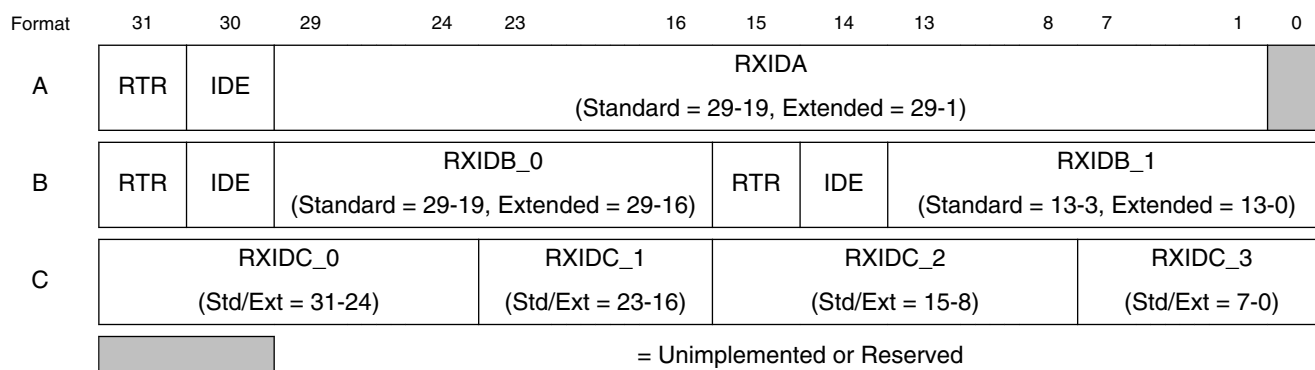 Format 31 30 29 24 23 16 15 14 13 8 7 1 0
A RTR IDE RXIDA
(Standard = 29-19, Extended = 29-1)
B RTR IDE RXIDB_0 RTR IDE RXIDB_1
(Standard = 29-19, Extended = 29-16) (Standard = 13-3, Extended = 13-0)
C RXIDC_0 RXIDC_1 RXIDC_2 RXIDC_3
(Std/Ext = 31-24) (Std/Ext = 23-16) (Std/Ext = 15-8) (Std/Ext = 7-0)
= Unimplemented or Reserved